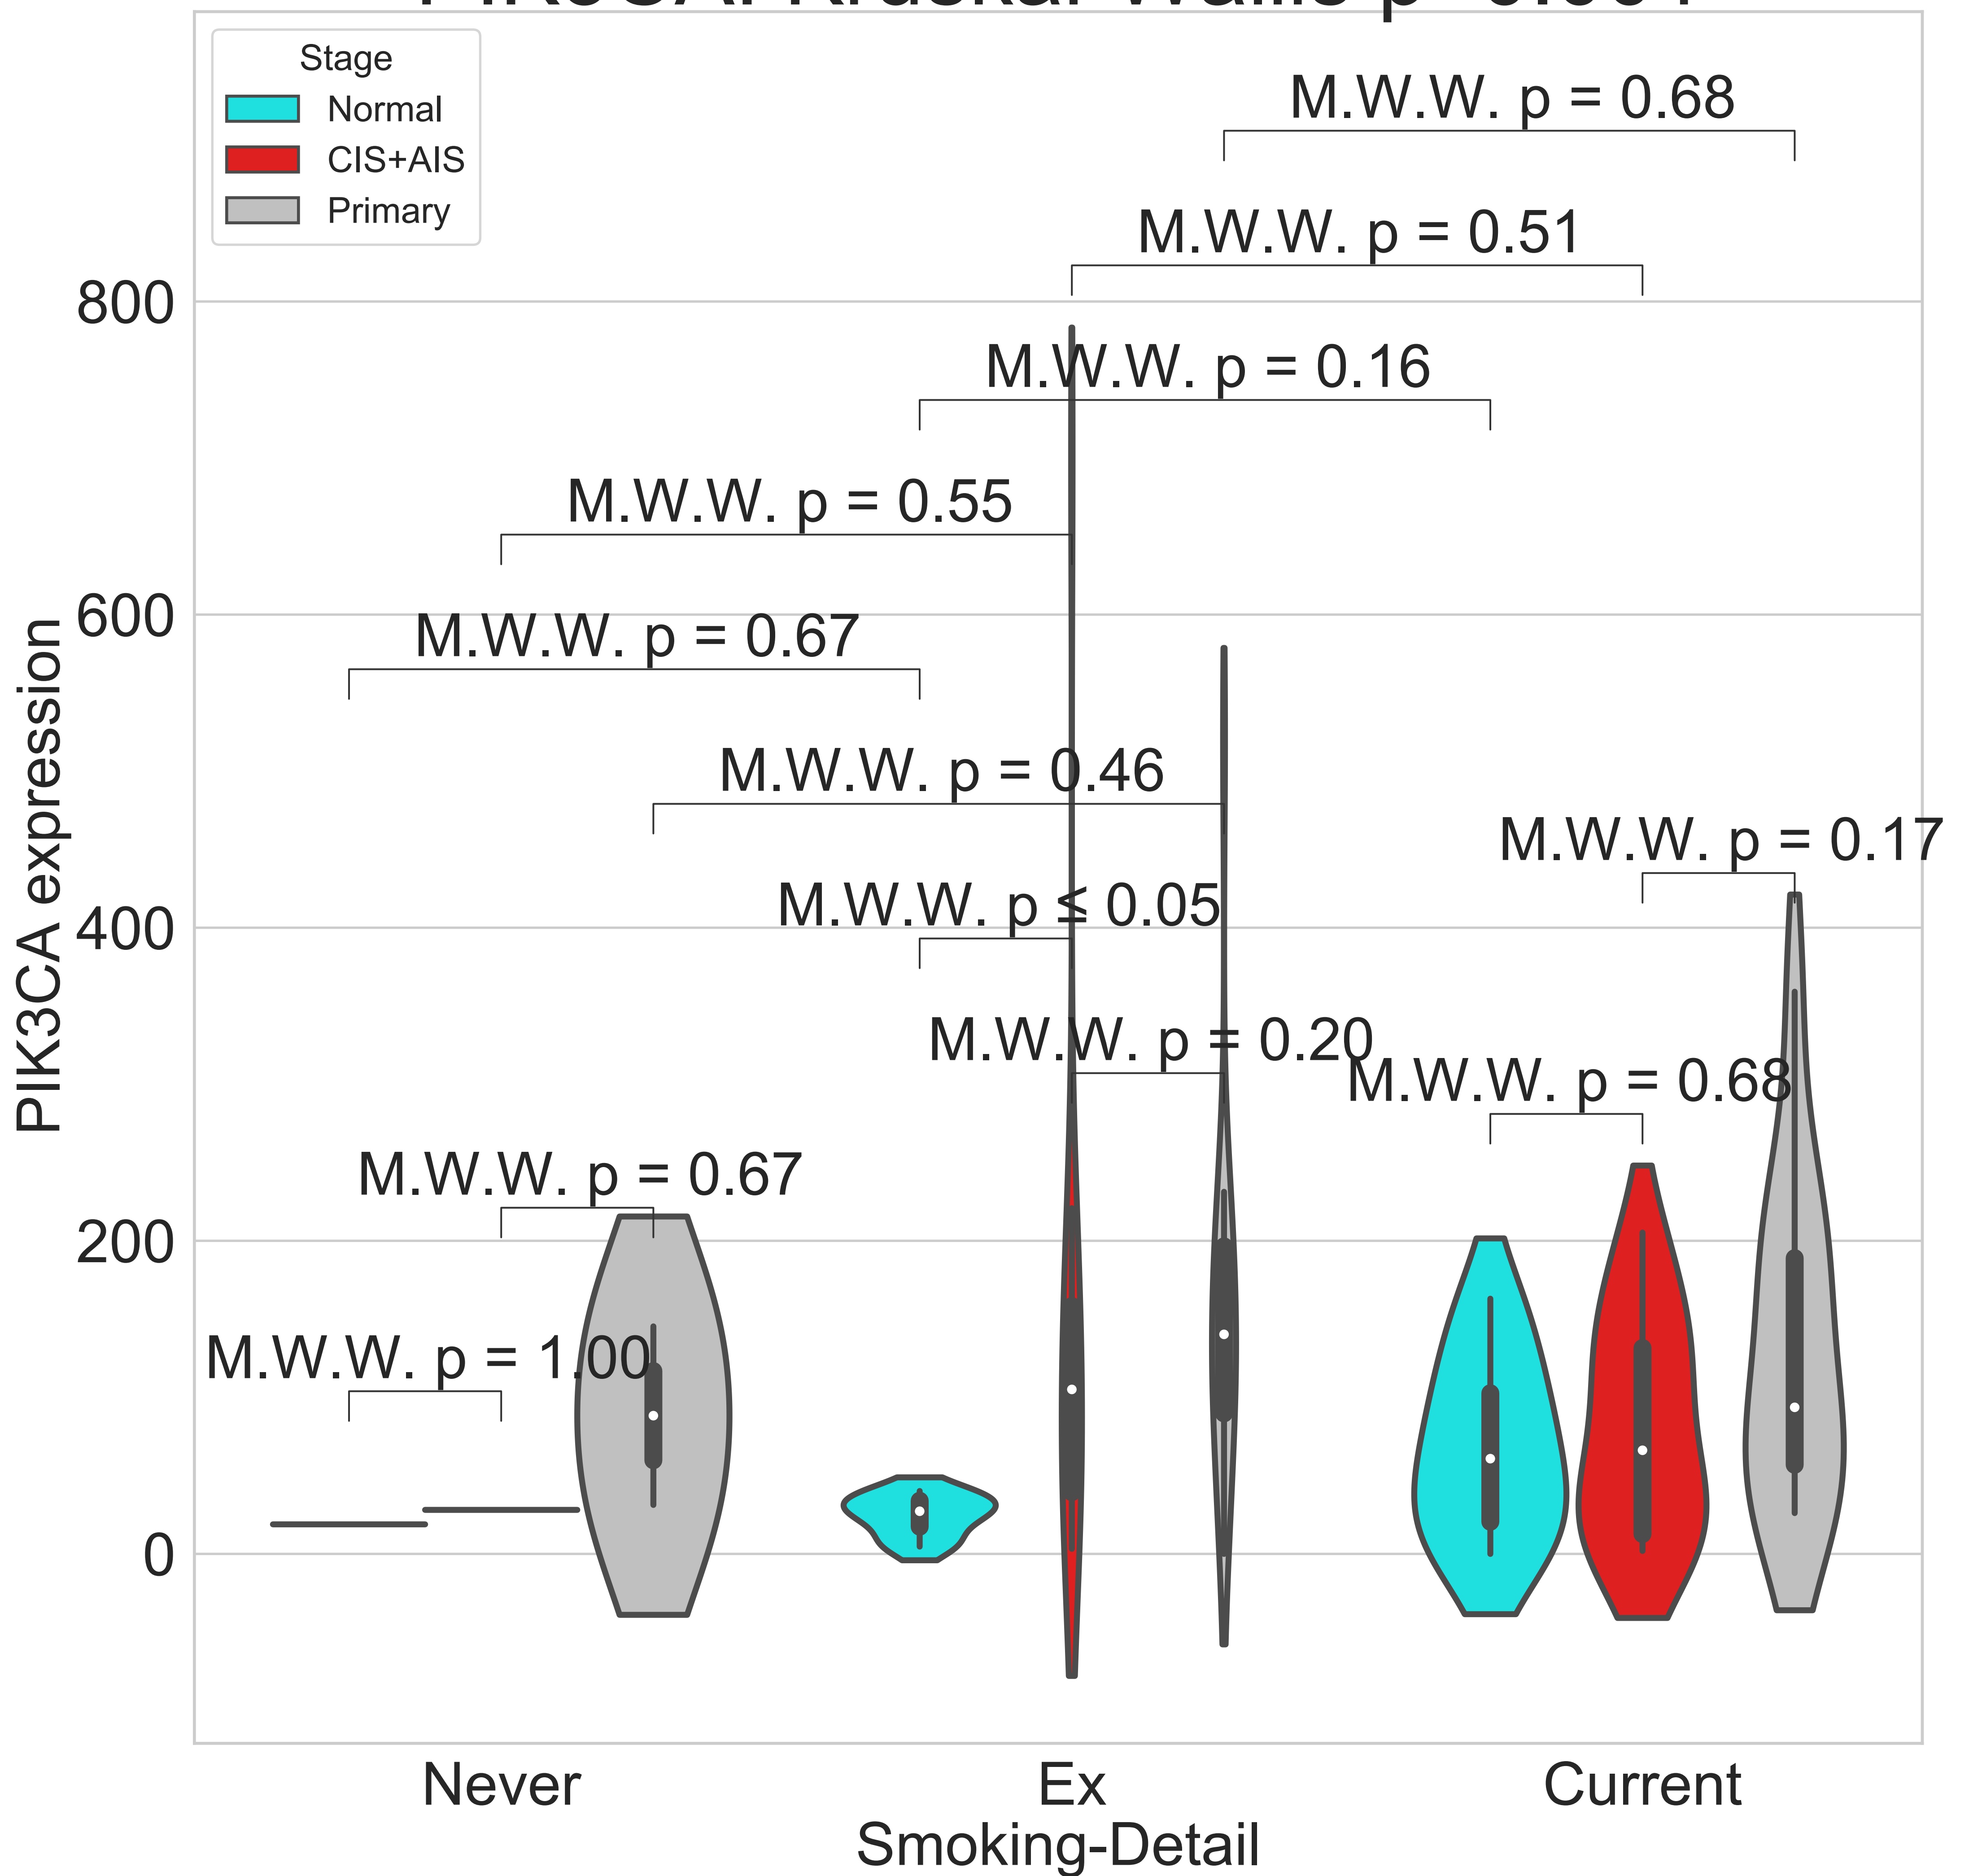 Stage
Normal
CIS+AIS
Primary
M.W.W. p = 0.68
M.W.W. p = 0.51
M.W.W. p = 0.16
M.W.W. p = 0.55
M.W.W. p = 0.67
M.W.W. p = 0.46
M.W.W. p = 0.17
M.W.W. p ≤ 0.05
M.W.W. p = 0.20
M.W.W. p = 0.68
M.W.W. p = 0.67
M.W.W. p = 1.00
800
600
400
200
0
PIK3CA expression
Never
Ex
Current
Smoking-Detail